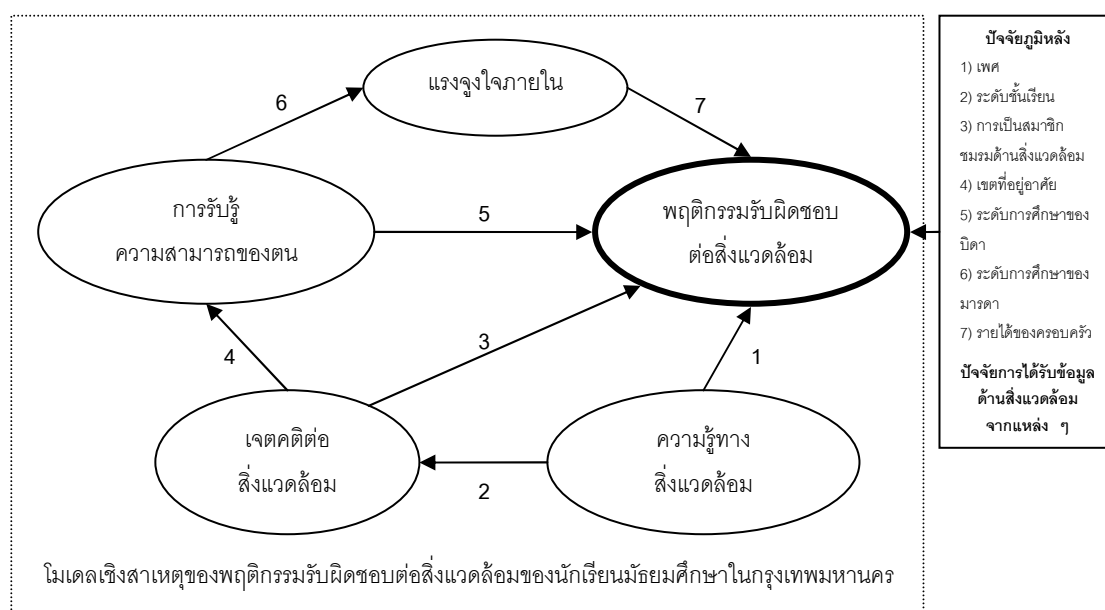 แรงจูงใจภายใน
6
7
การรับรู้
ความสามารถของตน
5
พฤติกรรมรับผิดชอบ
ต่อสิ่งแวดล้อม
4
3
1
เจตคติต่อ
สิ่งแวดล้อม
2
ความรู้ทาง
สิ่งแวดล้อม
โมเดลเชิงสาเหตุของพฤติกรรมรับผิดชอบต่อสิ่งแวดล้อมของนักเรียนมัธยมศึกษาในกรุงเทพมหานคร
ปัจจัยภูมิหลัง
1) เพศ
2) ระดับชั้นเรียน
3) การเป็นสมาชิก
ชมรมด้านสิ่งแวดล้อม
4) เขตที่อยู่อาศัย
5) ระดับการศึกษาของ
บิดา
6) ระดับการศึกษาของ
มารดา
7) รายได้ของครอบครัว
ปัจจัยการได้รับข้อมูล
ด้านสิ่งแวดล้อม
จากแหล่ง ๆ